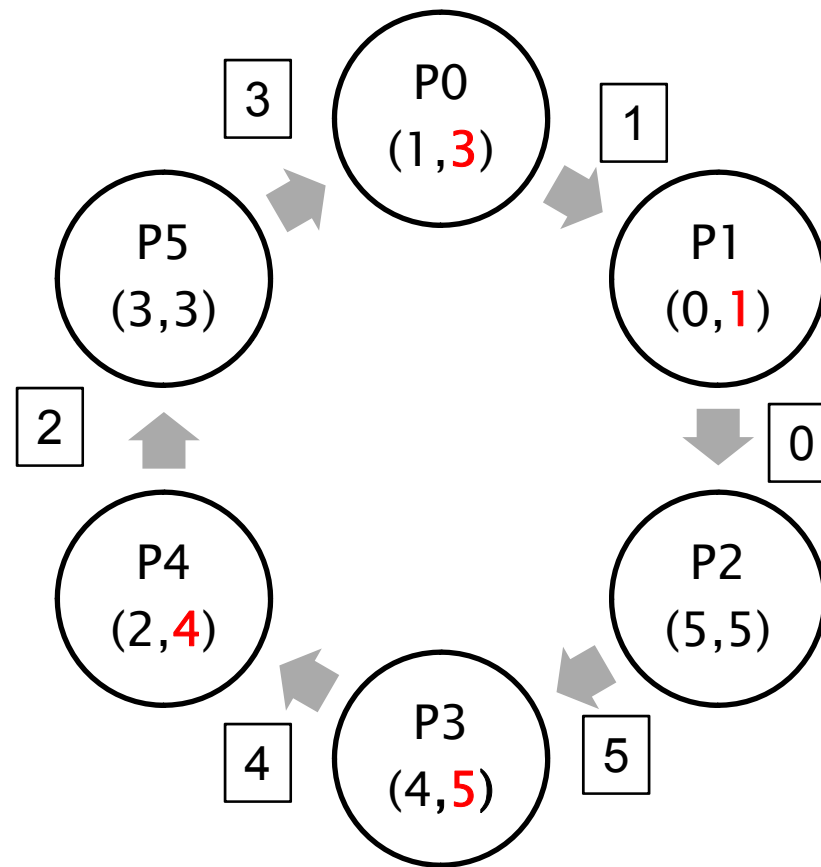 P0
(1,3)
1
P1
(0,1)
0
P2
(5,5)
5
P3
(4,5)
4
P4
(2,4)
2
P5
(3,3)
3